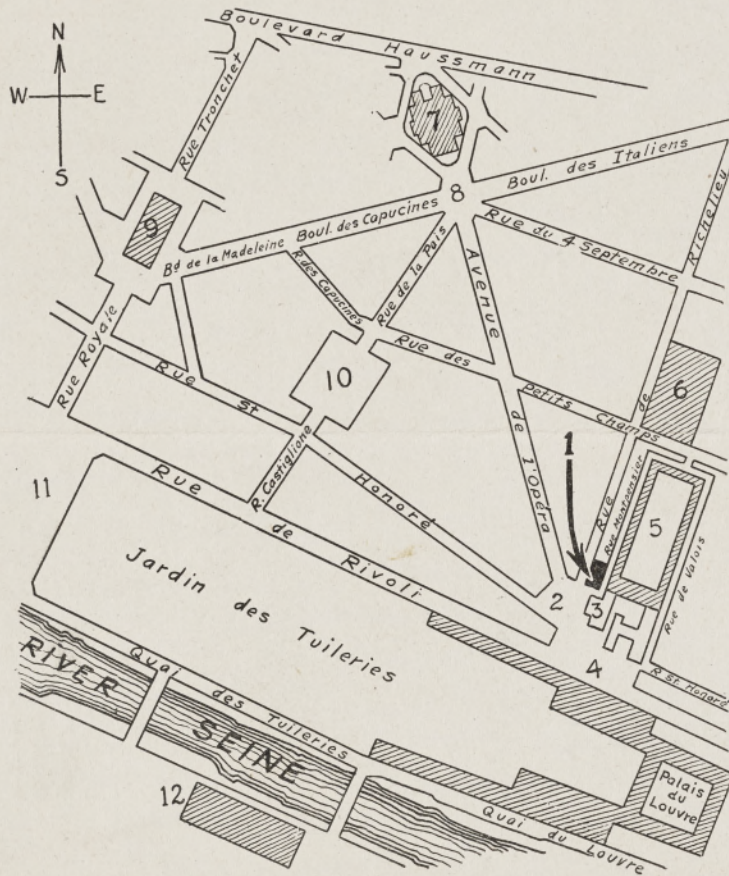 Boulevard Haussmann
N
W E
S
Rue Tronchet
7
8
Boul. des Italiens
Richelieu
9
Bd. de la Madeleine
Boul. des Capucines
Rue du 4 Septembre
R. des Capucines
Rue de la Paix
Avenue
de l'Opéra
Rue des
Petits Champs
Rue Royale
Rue St
Honoré
10
6
de
Rue
1
Rue Montpensier
5
Rue de Valois
11
R. Castiglione
Rue
de
Rivoli
2
3
4
R. St. Honoré
Jardin des Tuileries
Quai
des Tuileries
RIVER
SEINE
12
Palais
du
Louvre
Quai du Louvre